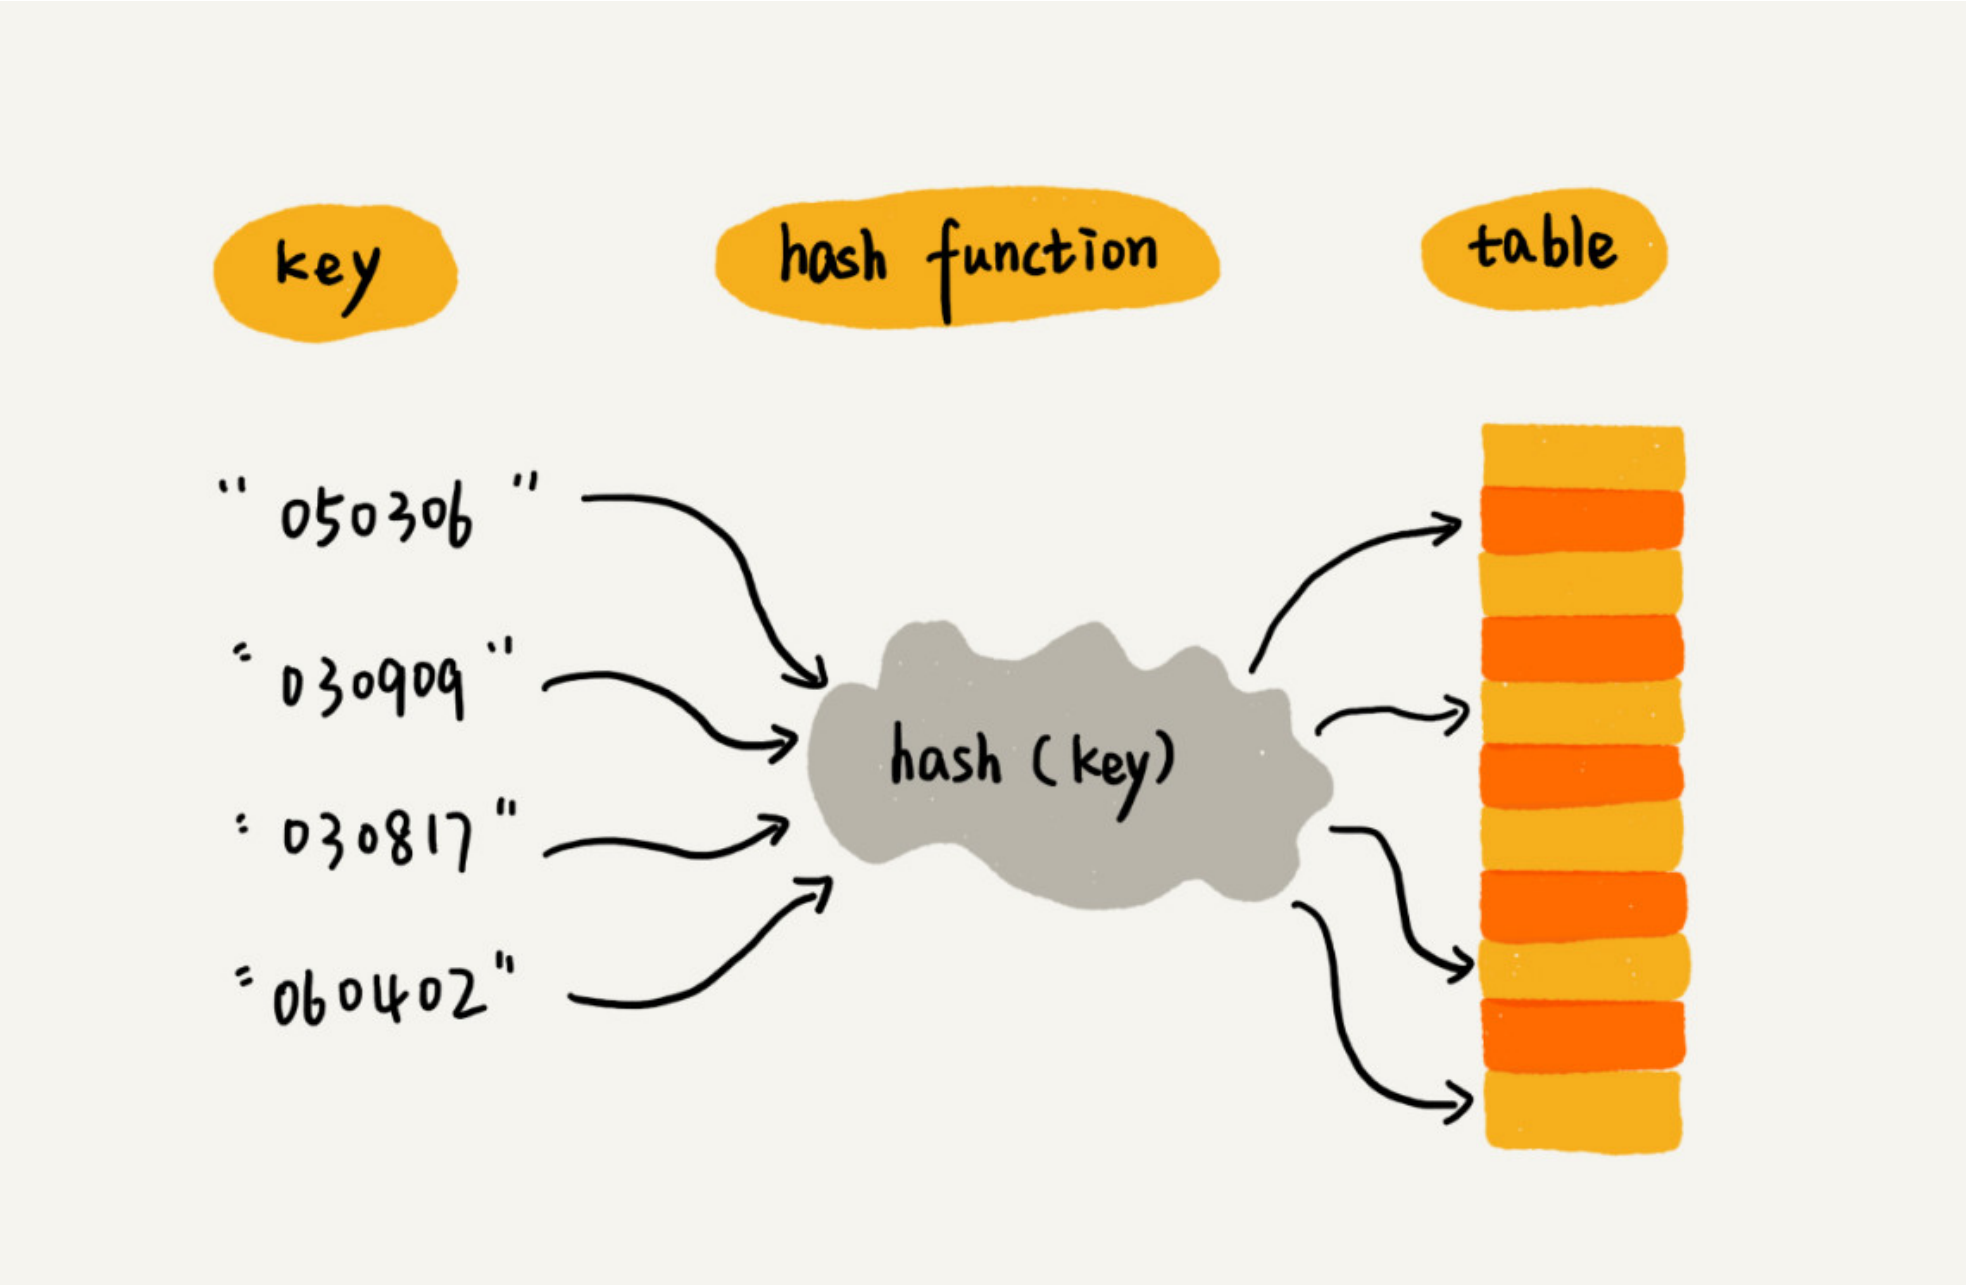 key
hash function
table
"050306"
"030909"
"030817"
"060402"
hash (key)